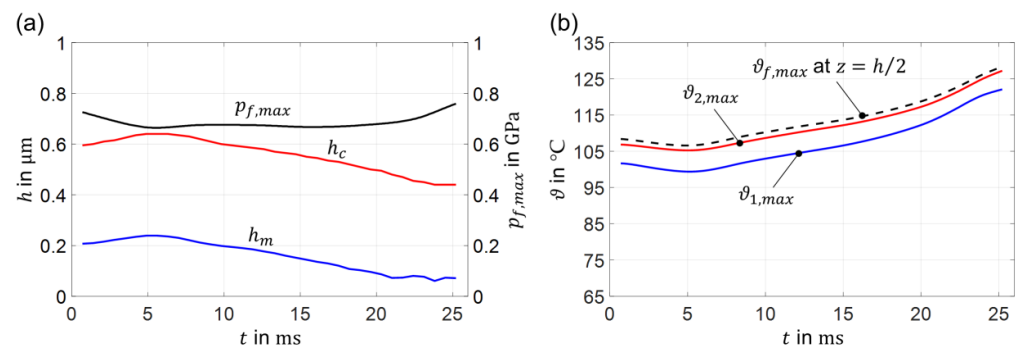 (a)
1
0.8
0.6
0.4
0.2
0
h in μm
p_{f,max}
h_c
h_m
1
0.8
0.6
0.4
0.2
0
p_{f,max} in GPa
0 5 10 15 20 25
t in ms
(b)
135
125
115
105
95
85
75
65
ϑ in °C
ϑ_{f,max} at z = h/2
ϑ_{2,max}
ϑ_{1,max}
0 5 10 15 20 25
t in ms